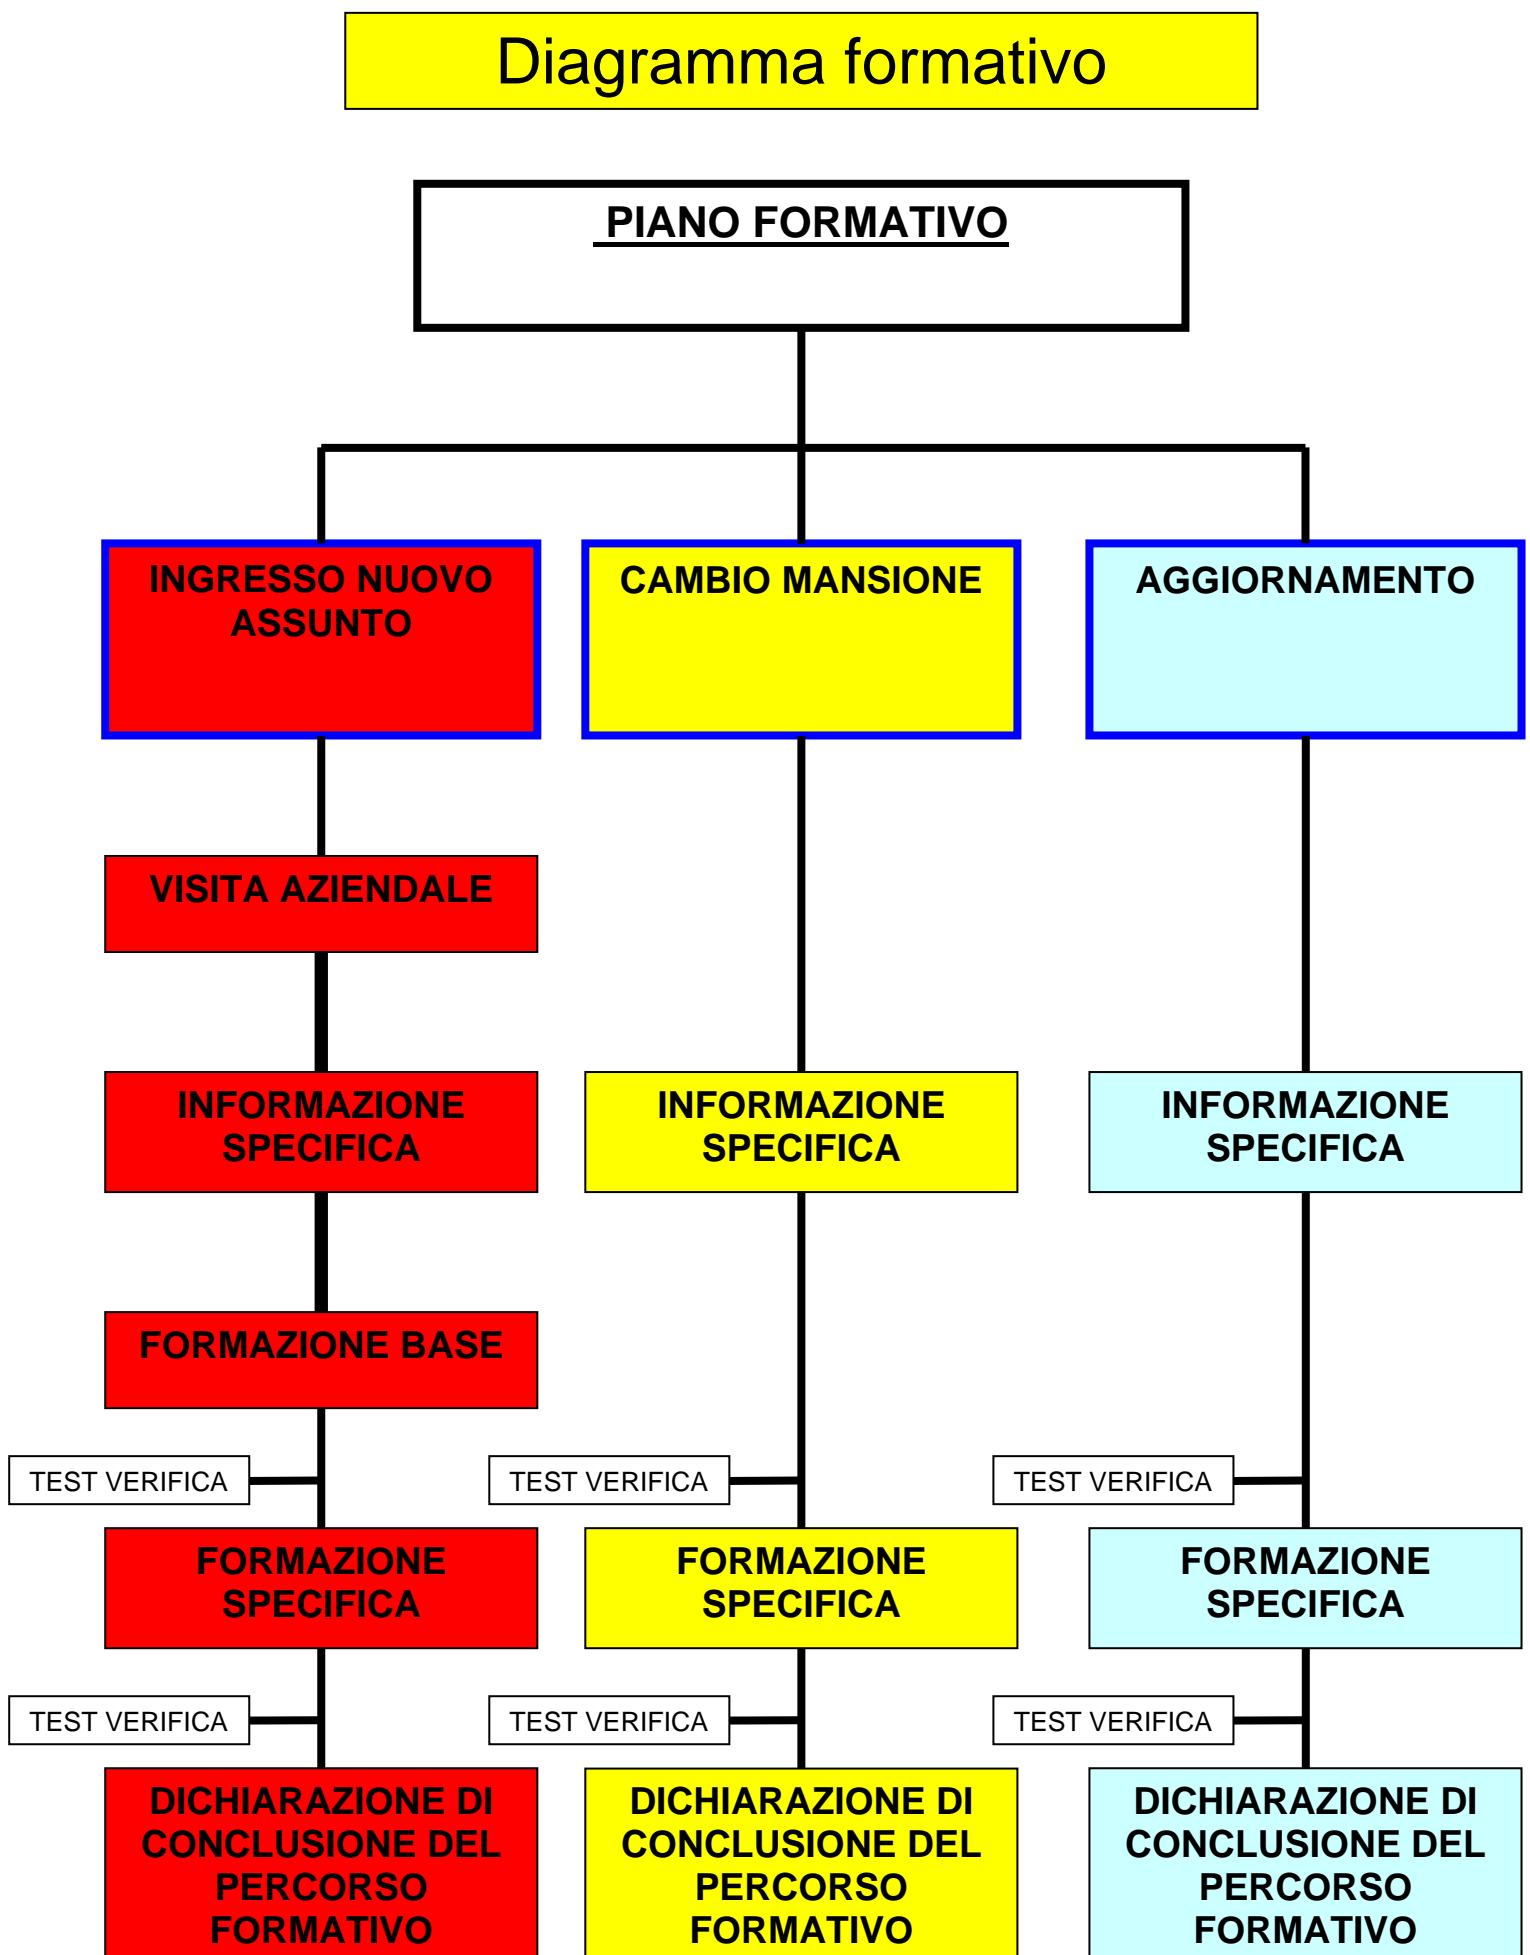 Diagramma formativo
PIANO FORMATIVO
INGRESSO NUOVO
ASSUNTO
CAMBIO MANSIONE
AGGIORNAMENTO
VISITA AZIENDALE
INFORMAZIONE
SPECIFICA
INFORMAZIONE
SPECIFICA
INFORMAZIONE
SPECIFICA
FORMAZIONE BASE
TEST VERIFICA
TEST VERIFICA
TEST VERIFICA
FORMAZIONE
SPECIFICA
FORMAZIONE
SPECIFICA
FORMAZIONE
SPECIFICA
TEST VERIFICA
TEST VERIFICA
TEST VERIFICA
DICHIARAZIONE DI
CONCLUSIONE DEL
PERCORSO
FORMATIVO
DICHIARAZIONE DI
CONCLUSIONE DEL
PERCORSO
FORMATIVO
DICHIARAZIONE DI
CONCLUSIONE DEL
PERCORSO
FORMATIVO